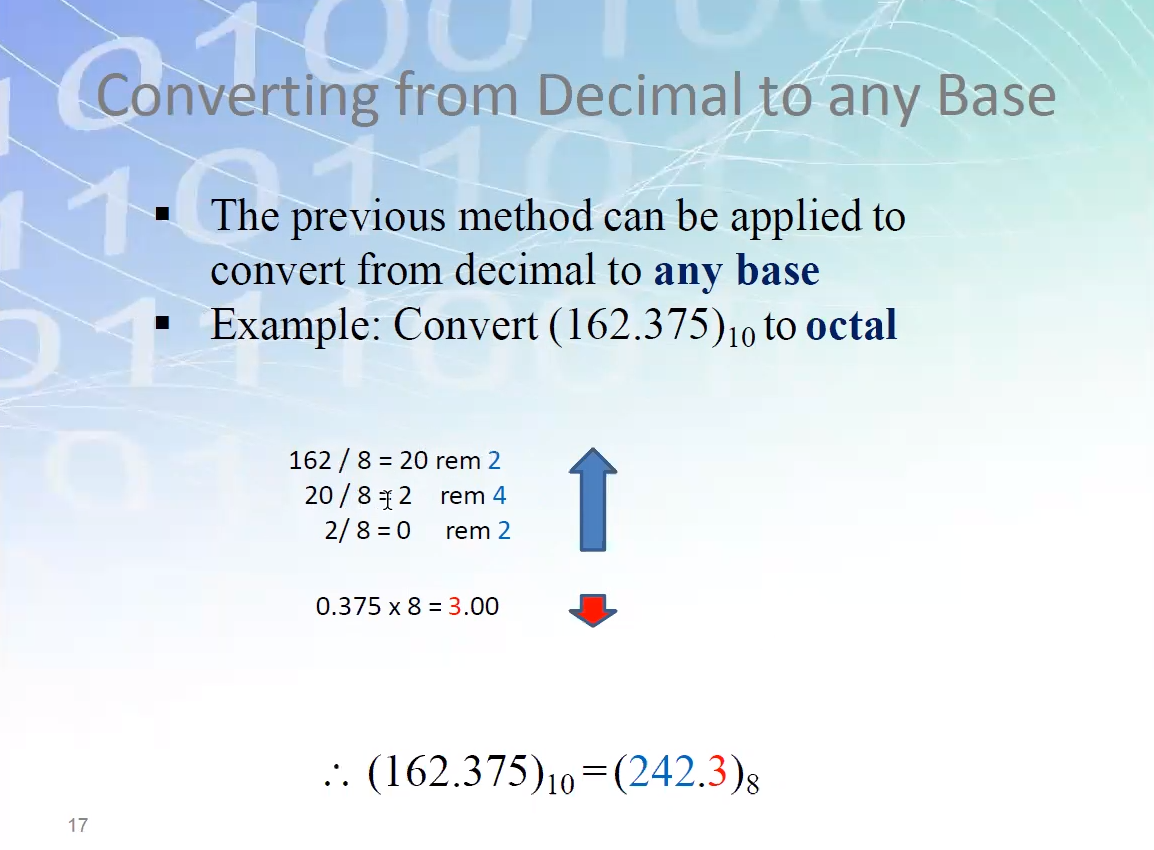 Converting from Decimal to any Base
▪ The previous method can be applied to
convert from decimal to any base
▪ Example: Convert (162.375)₁₀ to octal
162 / 8 = 20 rem 2
20 / 8 = 2 rem 4
2/ 8 = 0 rem 2
0.375 x 8 = 3.00
∴ (162.375)₁₀ = (242.3)₈
17